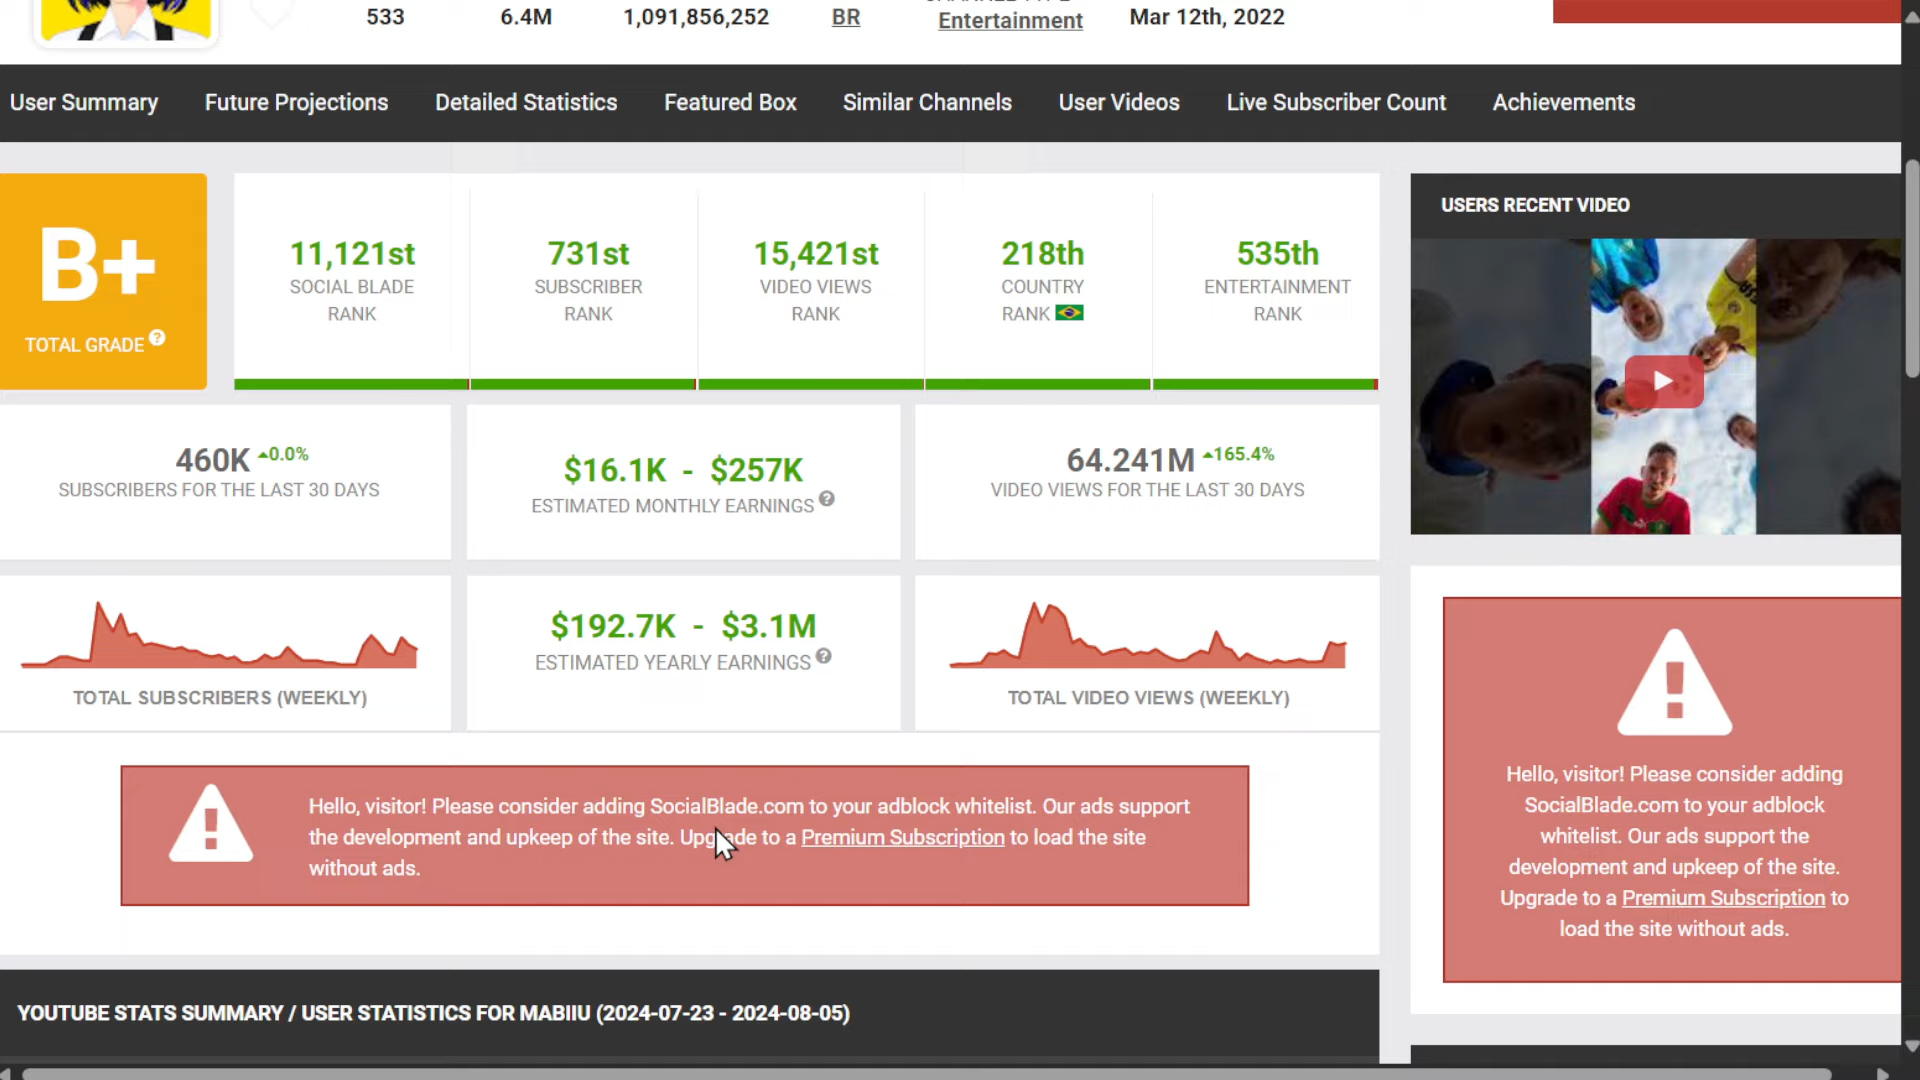 533 6.4M 1,091,856,252 BR Entertainment Mar 12th, 2022
User Summary Future Projections Detailed Statistics Featured Box Similar Channels User Videos Live Subscriber Count Achievements
B+
TOTAL GRADE ?
11,121st
SOCIAL BLADE
RANK
731st
SUBSCRIBER
RANK
15,421st
VIDEO VIEWS
RANK
218th
COUNTRY
RANK
535th
ENTERTAINMENT
RANK
USERS RECENT VIDEO
460K 0.0%
SUBSCRIBERS FOR THE LAST 30 DAYS
$16.1K - $257K
ESTIMATED MONTHLY EARNINGS ?
64.241M 165.4%
VIDEO VIEWS FOR THE LAST 30 DAYS
TOTAL SUBSCRIBERS (WEEKLY)
$192.7K - $3.1M
ESTIMATED YEARLY EARNINGS ?
TOTAL VIDEO VIEWS (WEEKLY)
Hello, visitor! Please consider adding SocialBlade.com to your adblock whitelist. Our ads support
the development and upkeep of the site. Upgrade to a Premium Subscription to load the site
without ads.
Hello, visitor! Please consider adding
SocialBlade.com to your adblock
whitelist. Our ads support the
development and upkeep of the site.
Upgrade to a Premium Subscription to
load the site without ads.
YOUTUBE STATS SUMMARY / USER STATISTICS FOR MABIIU (2024-07-23 - 2024-08-05)